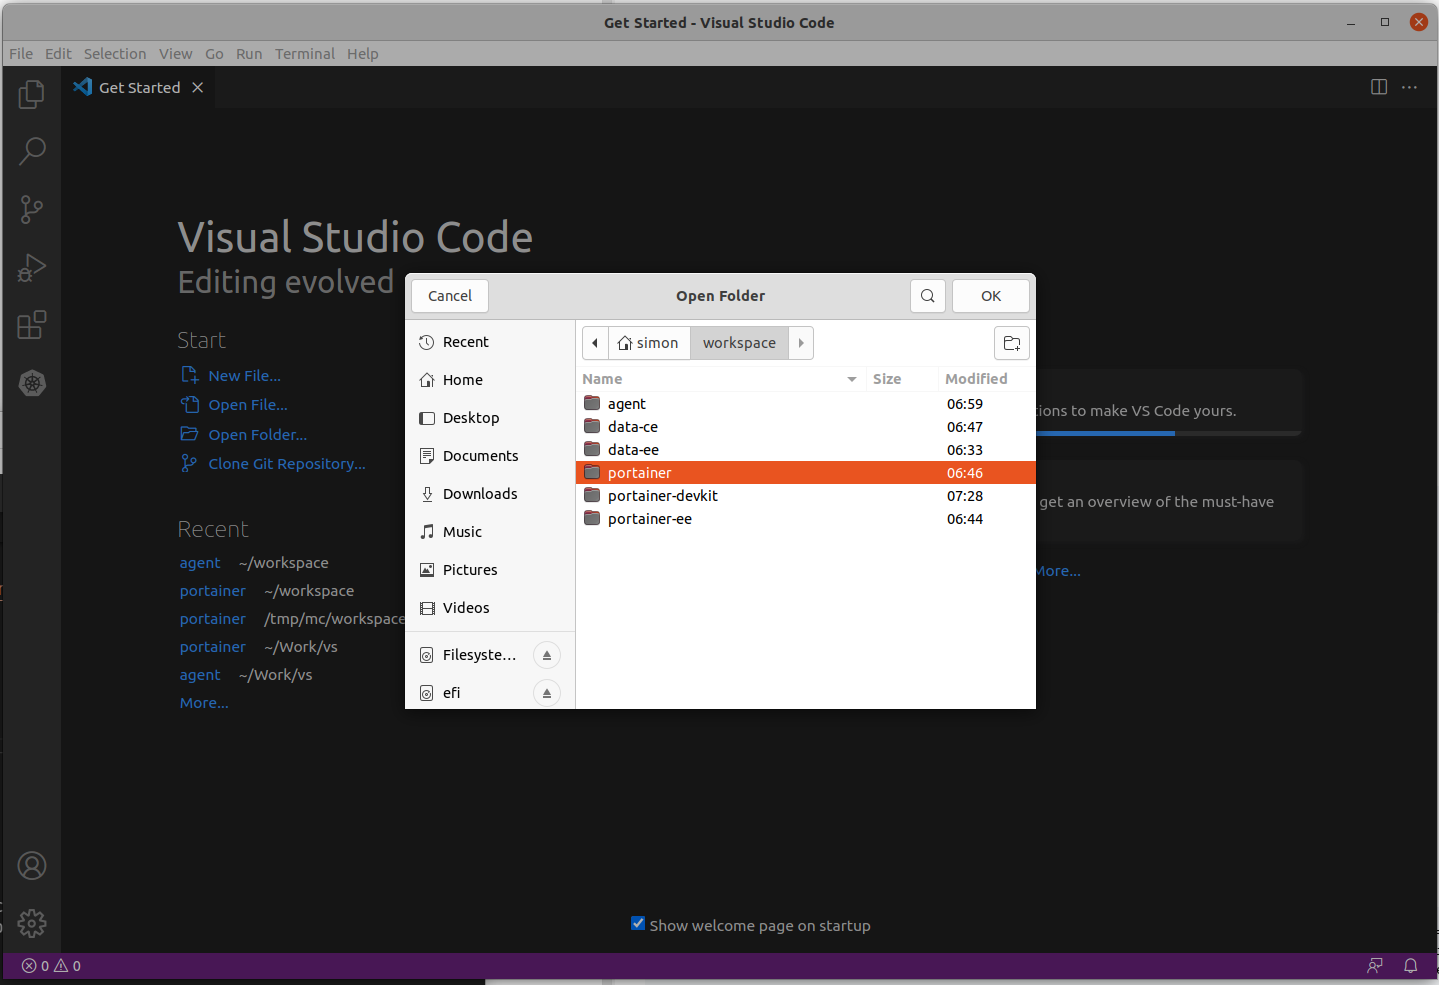 Get Started - Visual Studio Code
File Edit Selection View Go Run Terminal Help
Get Started
Visual Studio Code
Editing evolved
Start
New File...
Open File...
Open Folder...
Clone Git Repository...
Recent
agent ~/workspace
portainer ~/workspace
portainer /tmp/mc/workspace
portainer ~/Work/vs
agent ~/Work/vs
More...
Cancel
Open Folder
OK
Recent
Home
Desktop
Documents
Downloads
Music
Pictures
Videos
Filesyste...
efi
simon
workspace
Name Size Modified
agent 06:59
data-ce 06:47
data-ee 06:33
portainer 06:46
portainer-devkit 07:28
portainer-ee 06:44
to make VS Code yours.
get an overview of the must-have
More...
Show welcome page on startup
0 0